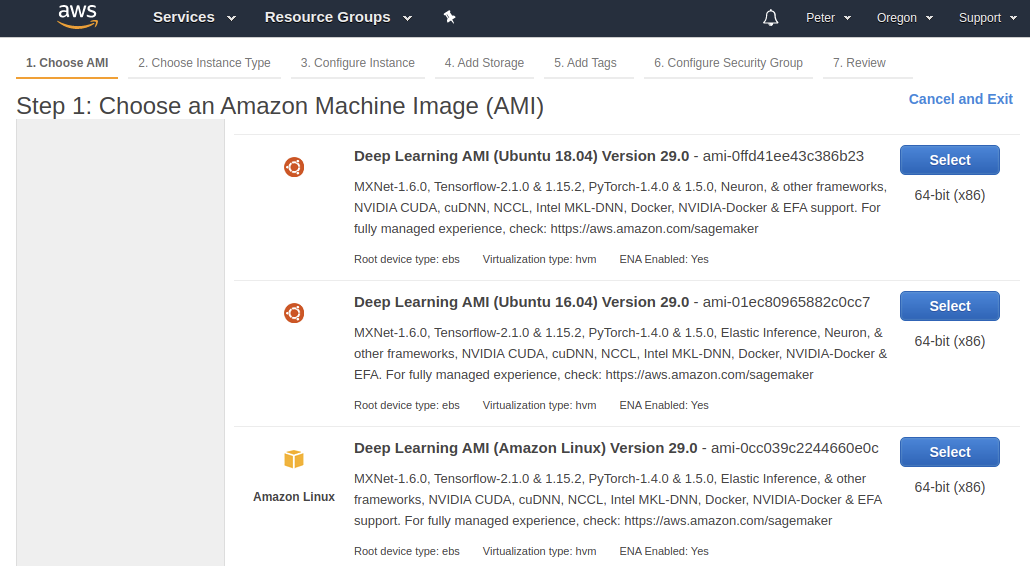 aws Services Resource Groups Peter Oregon Support
1. Choose AMI 2. Choose Instance Type 3. Configure Instance 4. Add Storage 5. Add Tags 6. Configure Security Group 7. Review
Step 1: Choose an Amazon Machine Image (AMI) Cancel and Exit
Deep Learning AMI (Ubuntu 18.04) Version 29.0 - ami-0ffd41ee43c386b23 Select
MXNet-1.6.0, Tensorflow-2.1.0 & 1.15.2, PyTorch-1.4.0 & 1.5.0, Neuron, & other frameworks, 64-bit (x86)
NVIDIA CUDA, cuDNN, NCCL, Intel MKL-DNN, Docker, NVIDIA-Docker & EFA support. For
fully managed experience, check: https://aws.amazon.com/sagemaker
Root device type: ebs Virtualization type: hvm ENA Enabled: Yes
Deep Learning AMI (Ubuntu 16.04) Version 29.0 - ami-01ec80965882c0cc7 Select
MXNet-1.6.0, Tensorflow-2.1.0 & 1.15.2, PyTorch-1.4.0 & 1.5.0, Elastic Inference, Neuron, & 64-bit (x86)
other frameworks, NVIDIA CUDA, cuDNN, NCCL, Intel MKL-DNN, Docker, NVIDIA-Docker &
EFA. For fully managed experience, check: https://aws.amazon.com/sagemaker
Root device type: ebs Virtualization type: hvm ENA Enabled: Yes
Deep Learning AMI (Amazon Linux) Version 29.0 - ami-0cc039c2244660e0c Select
MXNet-1.6.0, Tensorflow-2.1.0 & 1.15.2, PyTorch-1.4.0 & 1.5.0, Elastic Inference, & other 64-bit (x86)
Amazon Linux frameworks, NVIDIA CUDA, cuDNN, NCCL, Intel MKL-DNN, Docker, NVIDIA-Docker & EFA
support. For fully managed experience, check: https://aws.amazon.com/sagemaker
Root device type: ebs Virtualization type: hvm ENA Enabled: Yes